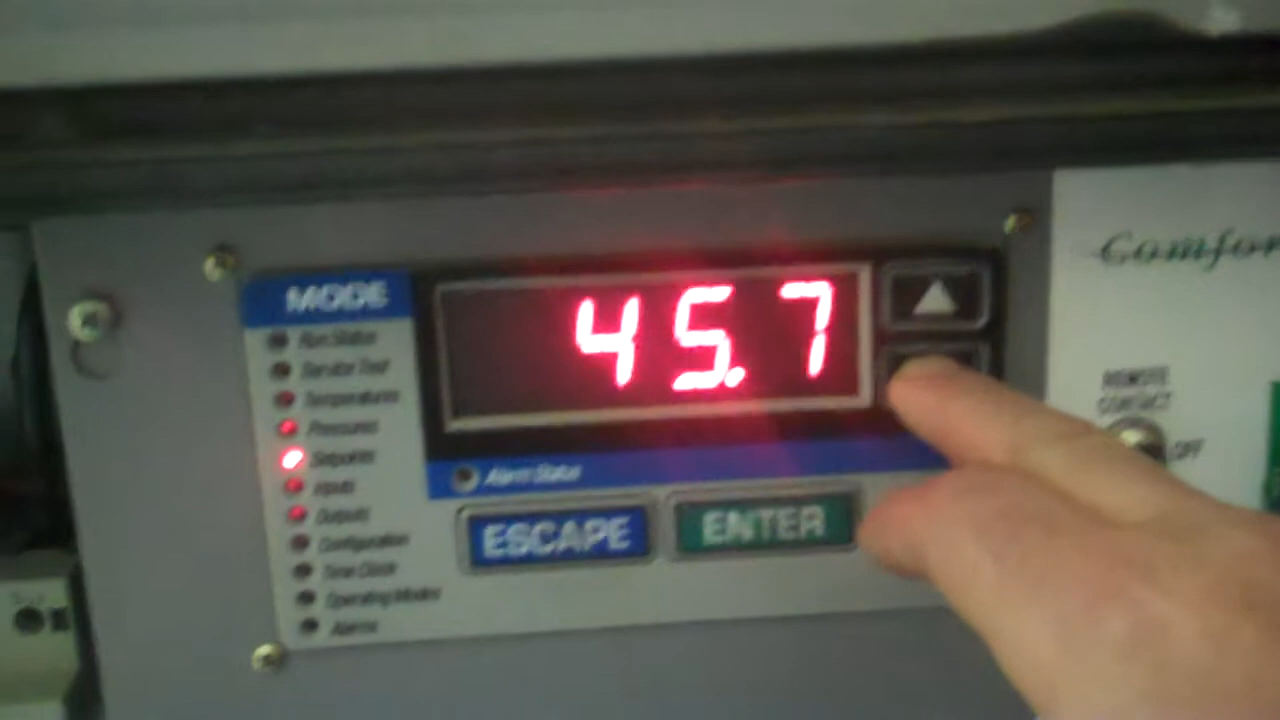 Comfor
MODE
45.7
Run Status
Service Test
Temperatures
Pressures
Setpoints
Inputs
Outputs
Configuration
Time Clock
Operating Modes
Alarms
Alarm Status
ESCAPE
ENTER
REMOTE
CONTACT
OFF